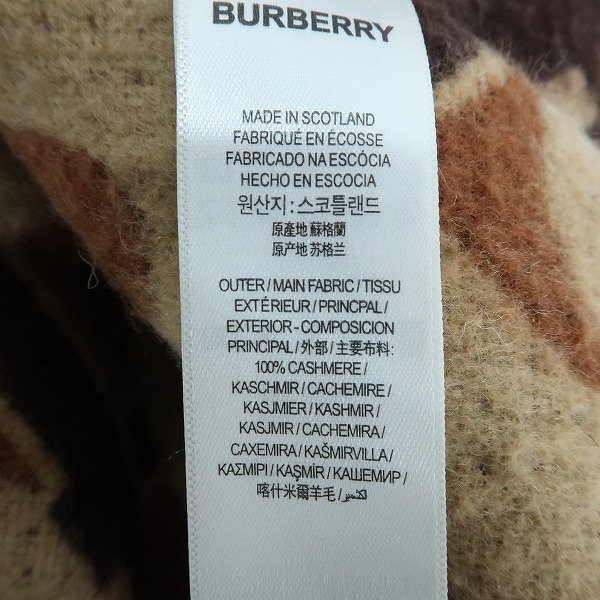 BURBERRY
MADE IN SCOTLAND
FABRIQUÉ EN ÉCOSSE
FABRICADO NA ESCÓCIA
HECHO EN ESCOCIA
원산지 : 스코틀랜드
原產地 蘇格蘭
原产地 苏格兰
OUTER / MAIN FABRIC / TISSU
EXTÉRIEUR / PRINCPAL /
EXTERIOR - COMPOSICION
PRINCIPAL / 外部 / 主要布料:
100% CASHMERE /
KASCHMIR / CACHEMIRE /
KASJMIER / KASHMIR /
KASJMIR / CACHEMIRA /
CAXEMIRA / KAŠMIRVILLA /
ΚΑΣΜΙΡΙ / KAŞMİR / КАШЕМИР /
喀什米爾羊毛 /